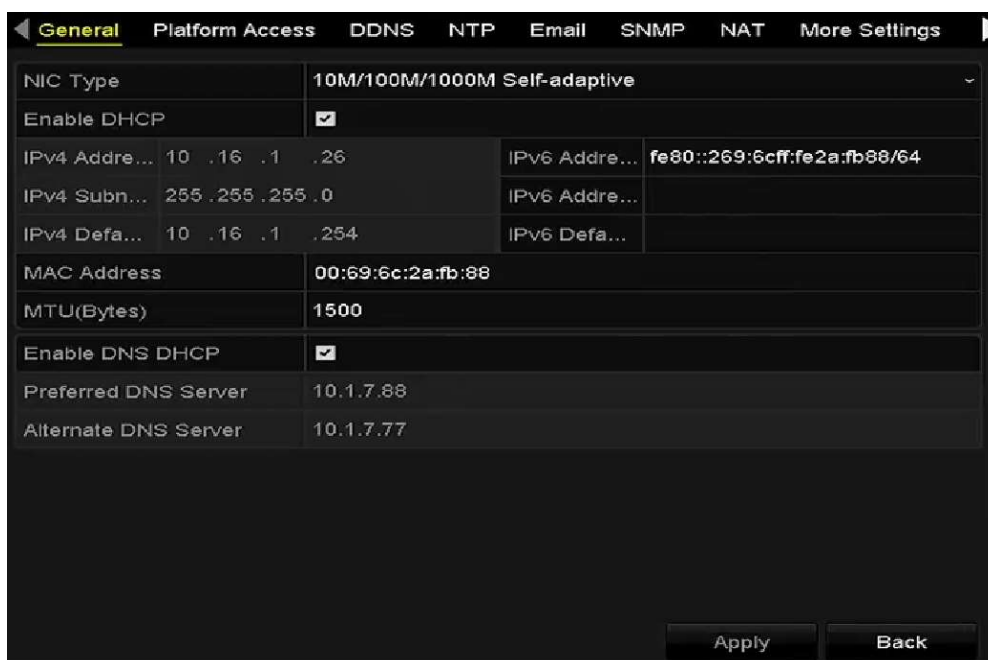 General Platform Access DDNS NTP Email SNMP NAT More Settings
NIC Type 10M/100M/1000M Self-adaptive
Enable DHCP
IPv4 Addre... 10 .16 .1 .26 IPv6 Addre... fe80::269:6cff:fe2a:fb88/64
IPv4 Subn... 255.255.255.0 IPv6 Addre...
IPv4 Defa... 10 .16 .1 .254 IPv6 Defa...
MAC Address 00:69:6c:2a:fb:88
MTU(Bytes) 1500
Enable DNS DHCP
Preferred DNS Server 10.1.7.88
Alternate DNS Server 10.1.7.77
Apply Back